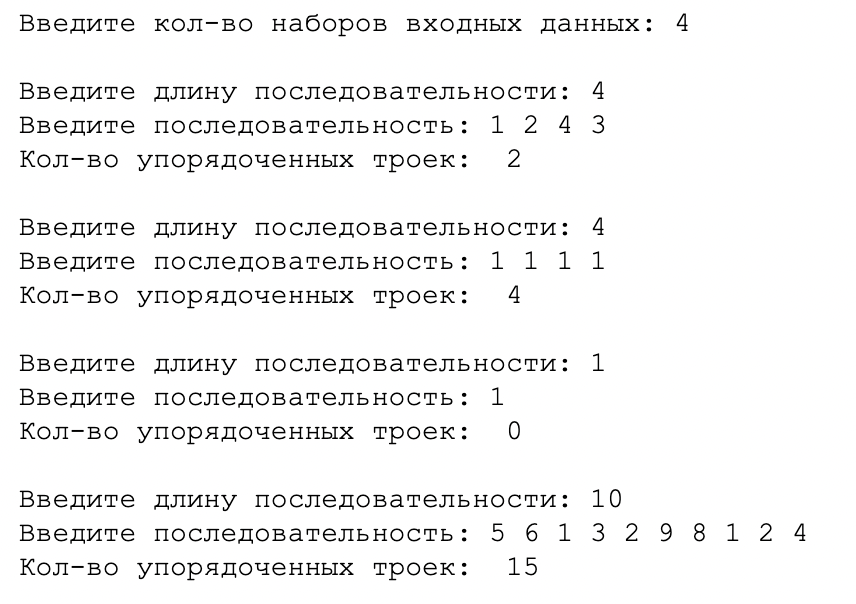 Введите кол-во наборов входных данных: 4
Введите длину последовательности: 4
Введите последовательность: 1 2 4 3
Кол-во упорядоченных троек:  2
Введите длину последовательности: 4
Введите последовательность: 1 1 1 1
Кол-во упорядоченных троек:  4
Введите длину последовательности: 1
Введите последовательность: 1
Кол-во упорядоченных троек:  0
Введите длину последовательности: 10
Введите последовательность: 5 6 1 3 2 9 8 1 2 4
Кол-во упорядоченных троек:  15